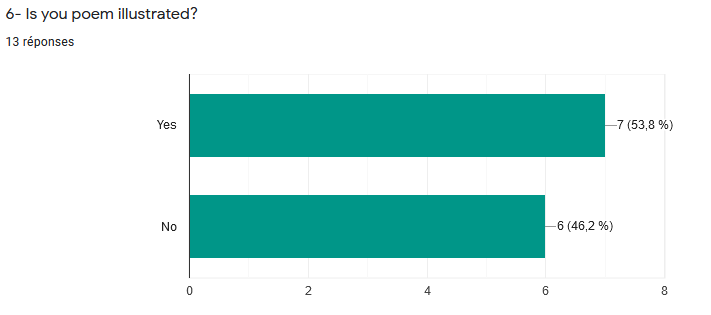 6- Is you poem illustrated?
13 réponses
Yes
7 (53,8 %)
No
6 (46,2 %)
0 2 4 6 8